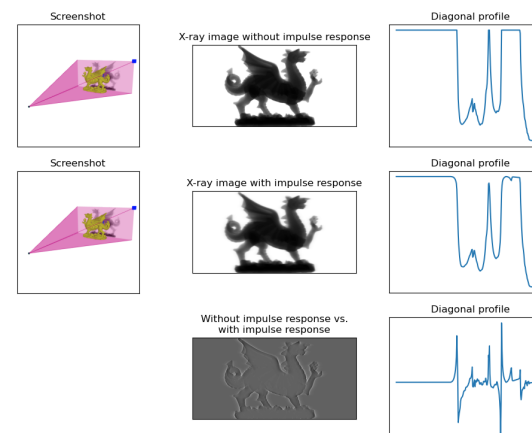 Screenshot
X-ray image without impulse response
Diagonal profile
Screenshot
X-ray image with impulse response
Diagonal profile
Without impulse response vs.
with impulse response
Diagonal profile